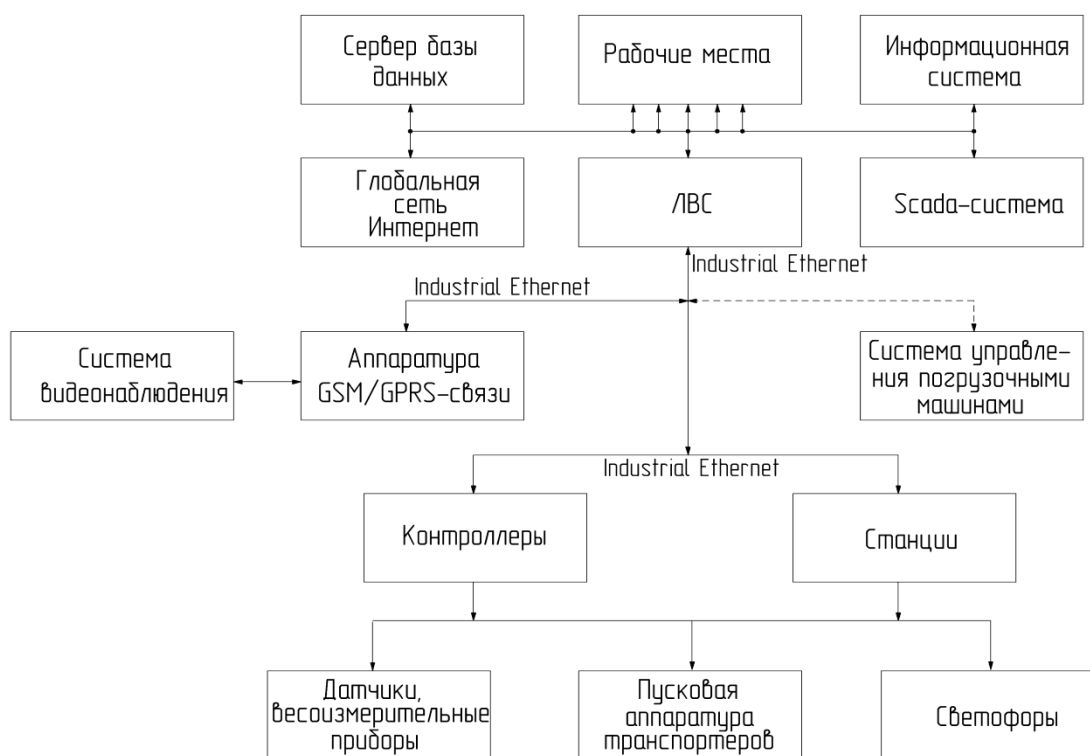 Сервер базы
данных
Рабочие места
Информационная
система
Глобальная
сеть
Интернет
ЛВС
Scada-система
Industrial Ethernet
Industrial Ethernet
Система
видеонаблюдения
Аппаратура
GSM/GPRS-связи
Система управле-
ния погрузочными
машинами
Industrial Ethernet
Контроллеры
Станции
Датчики,
весоизмерительные
приборы
Пусковая
аппаратура
транспортеров
Светофоры